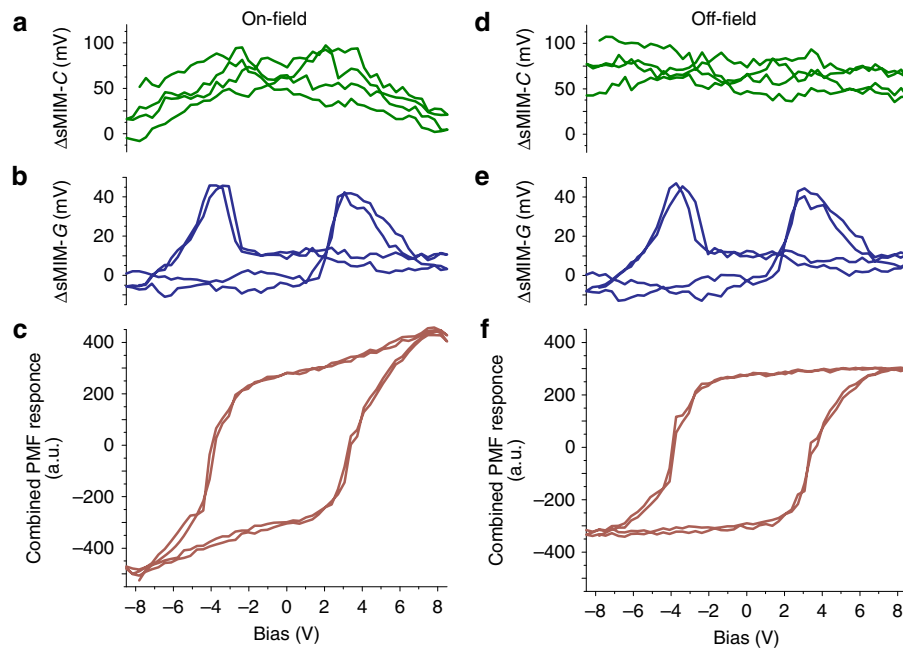 On-field
Off-field
a
ΔsMIM-C (mV)
100
50
0
d
ΔsMIM-C (mV)
100
50
0
b
ΔsMIM-G (mV)
40
20
0
e
ΔsMIM-G (mV)
40
20
0
c
Combined PMF responce
(a.u.)
400
200
0
−200
−400
f
Combined PMF responce
(a.u.)
400
200
0
−200
−400
−8 −6 −4 −2 0 2 4 6 8
Bias (V)
−8 −6 −4 −2 0 2 4 6 8
Bias (V)